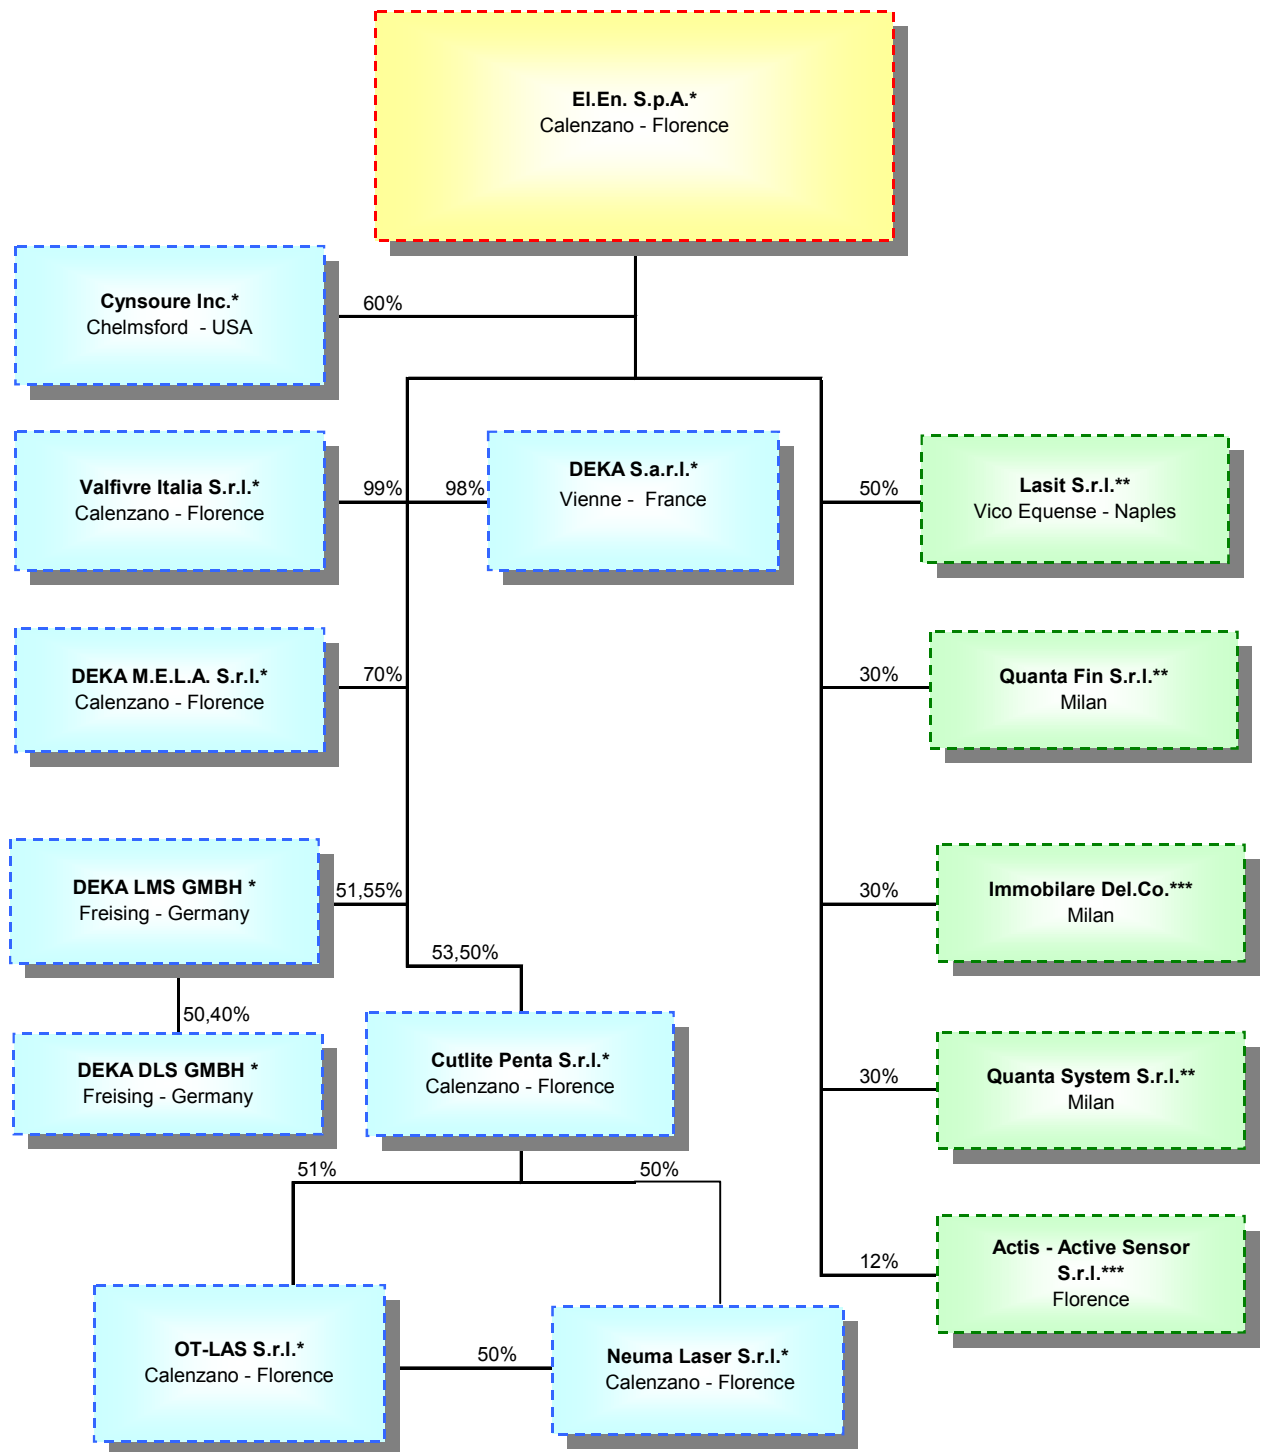 El.En. S.p.A.*
Calenzano - Florence
Cynsoure Inc.*
Chelmsford - USA
60%
Valfivre Italia S.r.l.*
Calenzano - Florence
99%
98%
DEKA S.a.r.l.*
Vienne - France
50%
Lasit S.r.l.**
Vico Equense - Naples
DEKA M.E.L.A. S.r.l.*
Calenzano - Florence
70%
30%
Quanta Fin S.r.l.**
Milan
DEKA LMS GMBH *
Freising - Germany
51,55%
30%
Immobilare Del.Co.***
Milan
53,50%
50,40%
DEKA DLS GMBH *
Freising - Germany
Cutlite Penta S.r.l.*
Calenzano - Florence
30%
Quanta System S.r.l.**
Milan
51%
50%
12%
Actis - Active Sensor
S.r.l.***
Florence
OT-LAS S.r.l.*
Calenzano - Florence
50%
Neuma Laser S.r.l.*
Calenzano - Florence